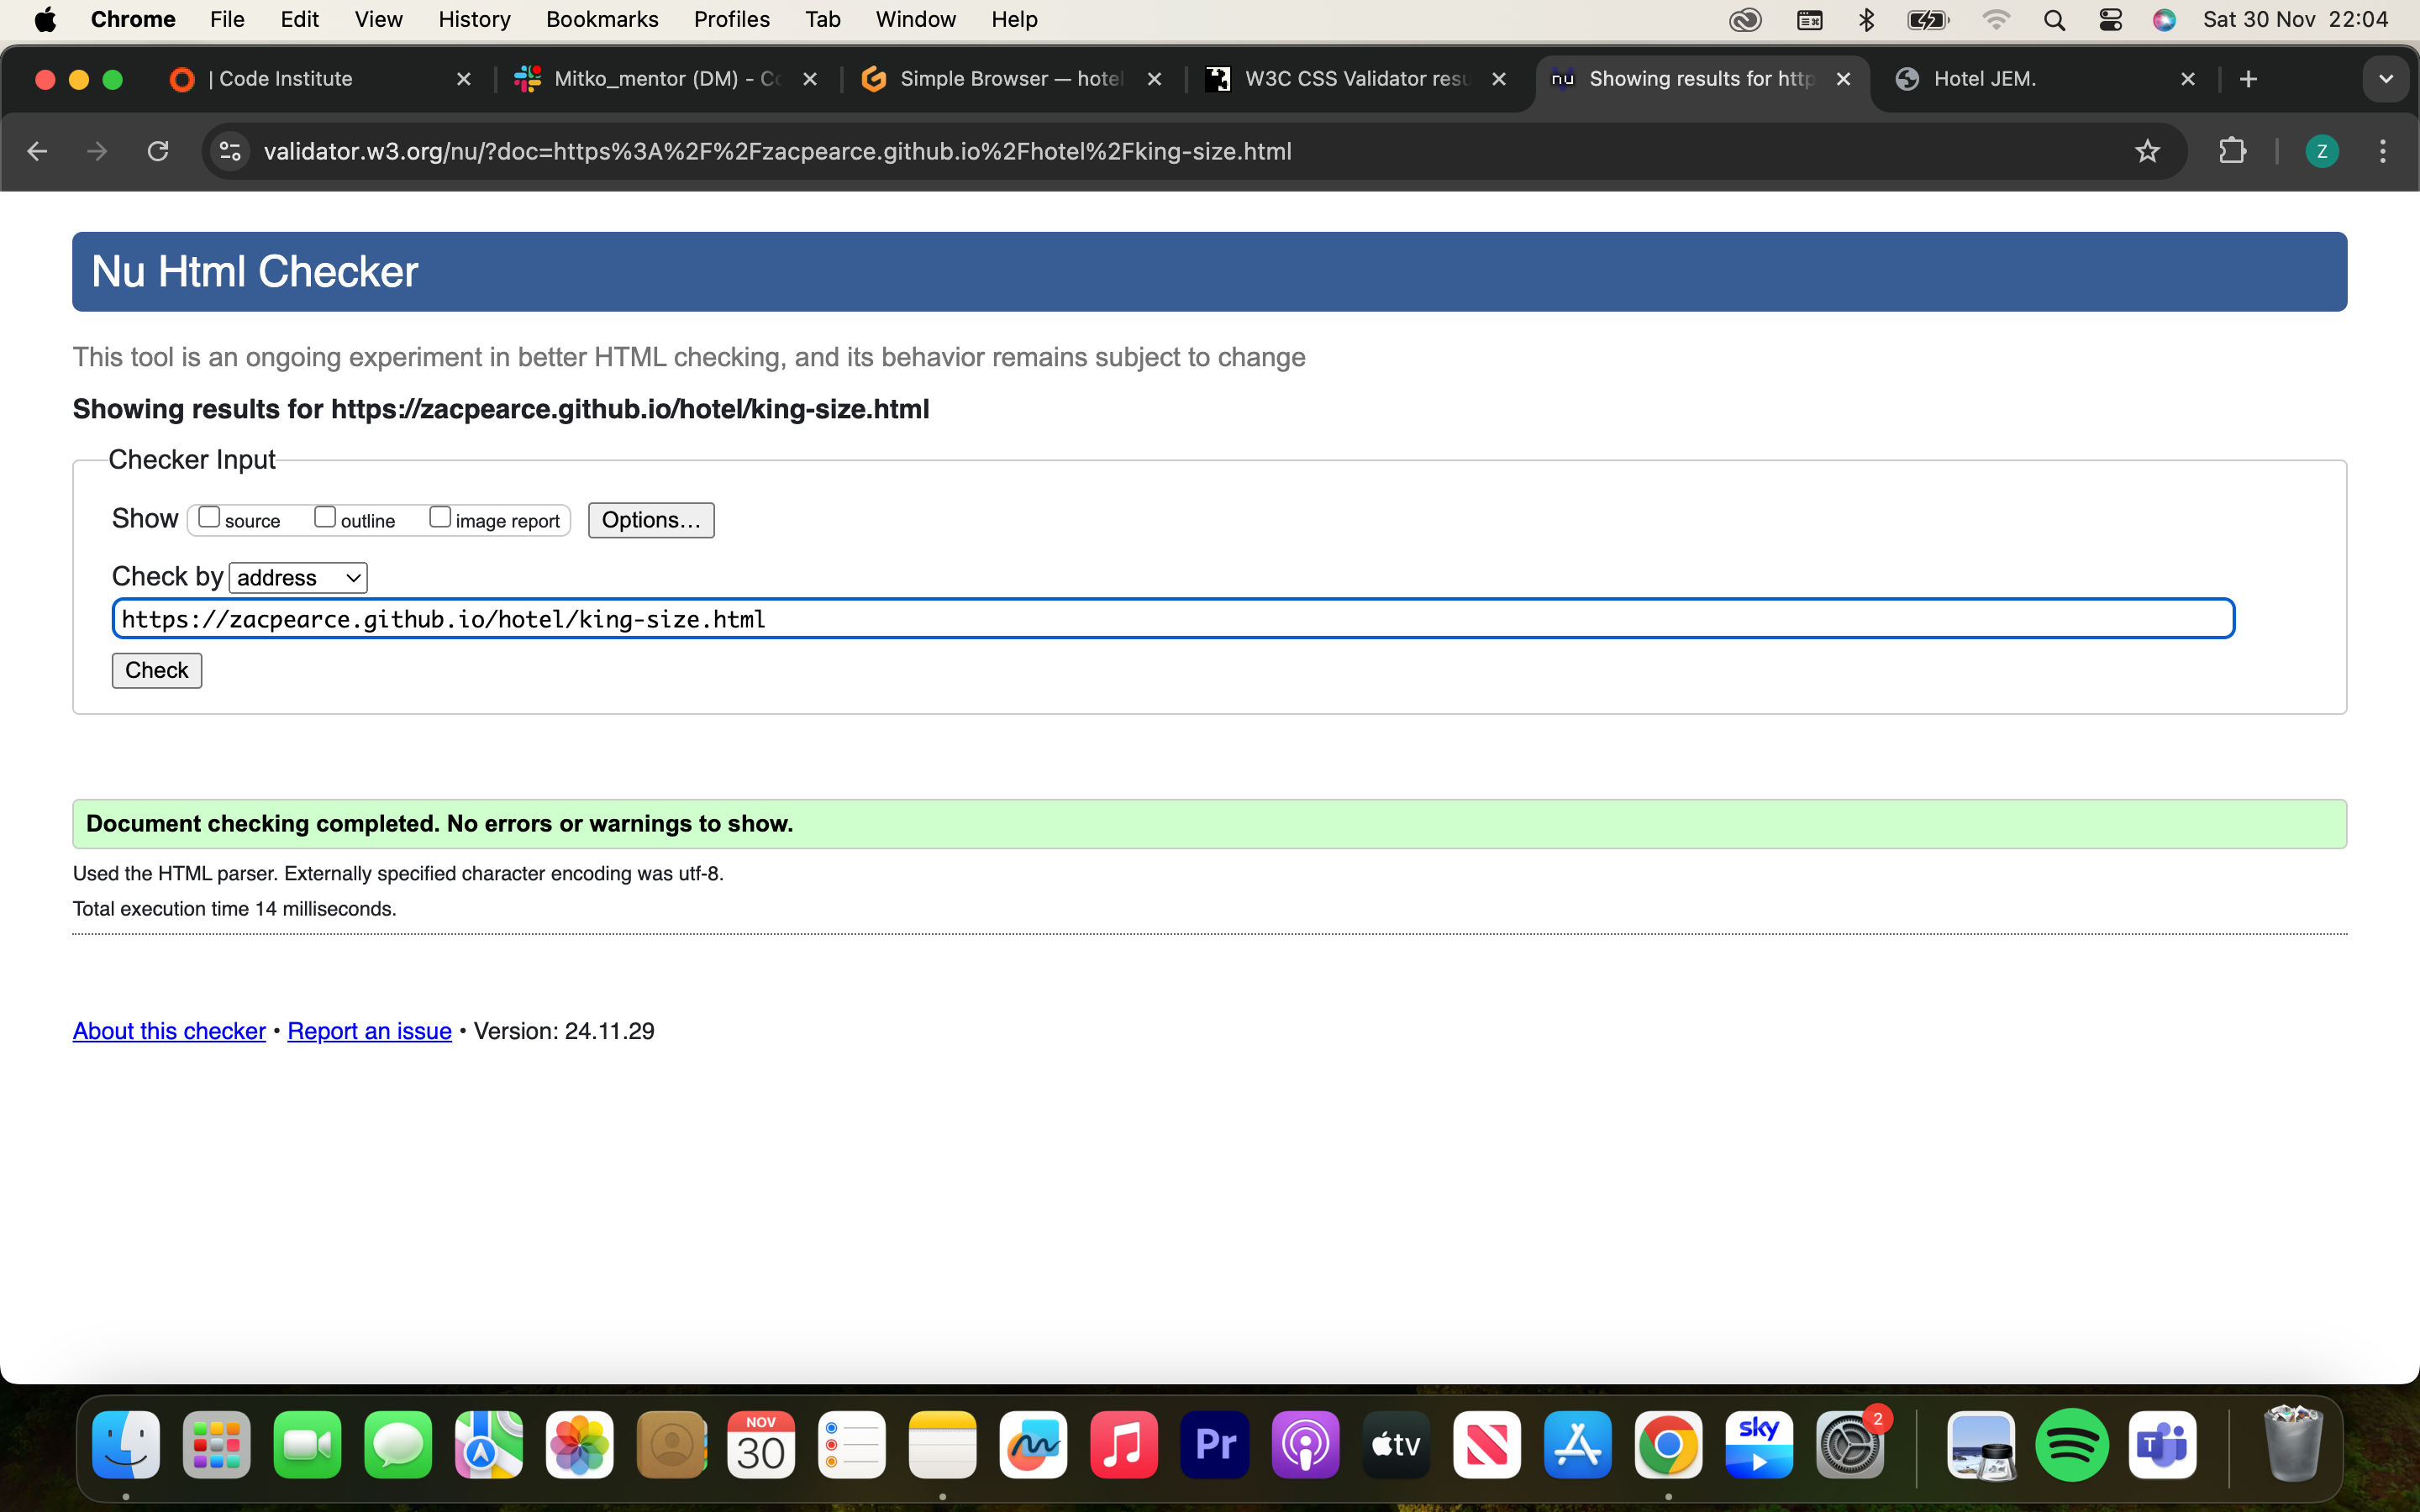 Chrome File Edit View History Bookmarks Profiles Tab Window Help Sat 30 Nov 22:04
| Code Institute Mitko_mentor (DM) - Co Simple Browser — hotel W3C CSS Validator resu nu Showing results for http Hotel JEM.
validator.w3.org/nu/?doc=https%3A%2F%2Fzacpearce.github.io%2Fhotel%2Fking-size.html Z
Nu Html Checker
This tool is an ongoing experiment in better HTML checking, and its behavior remains subject to change
Showing results for https://zacpearce.github.io/hotel/king-size.html
Checker Input
Show source outline image report Options...
Check by address
https://zacpearce.github.io/hotel/king-size.html
Check
Document checking completed. No errors or warnings to show.
Used the HTML parser. Externally specified character encoding was utf-8.
Total execution time 14 milliseconds.
About this checker • Report an issue • Version: 24.11.29
NOV
30
Pr
tv
sky
2
T